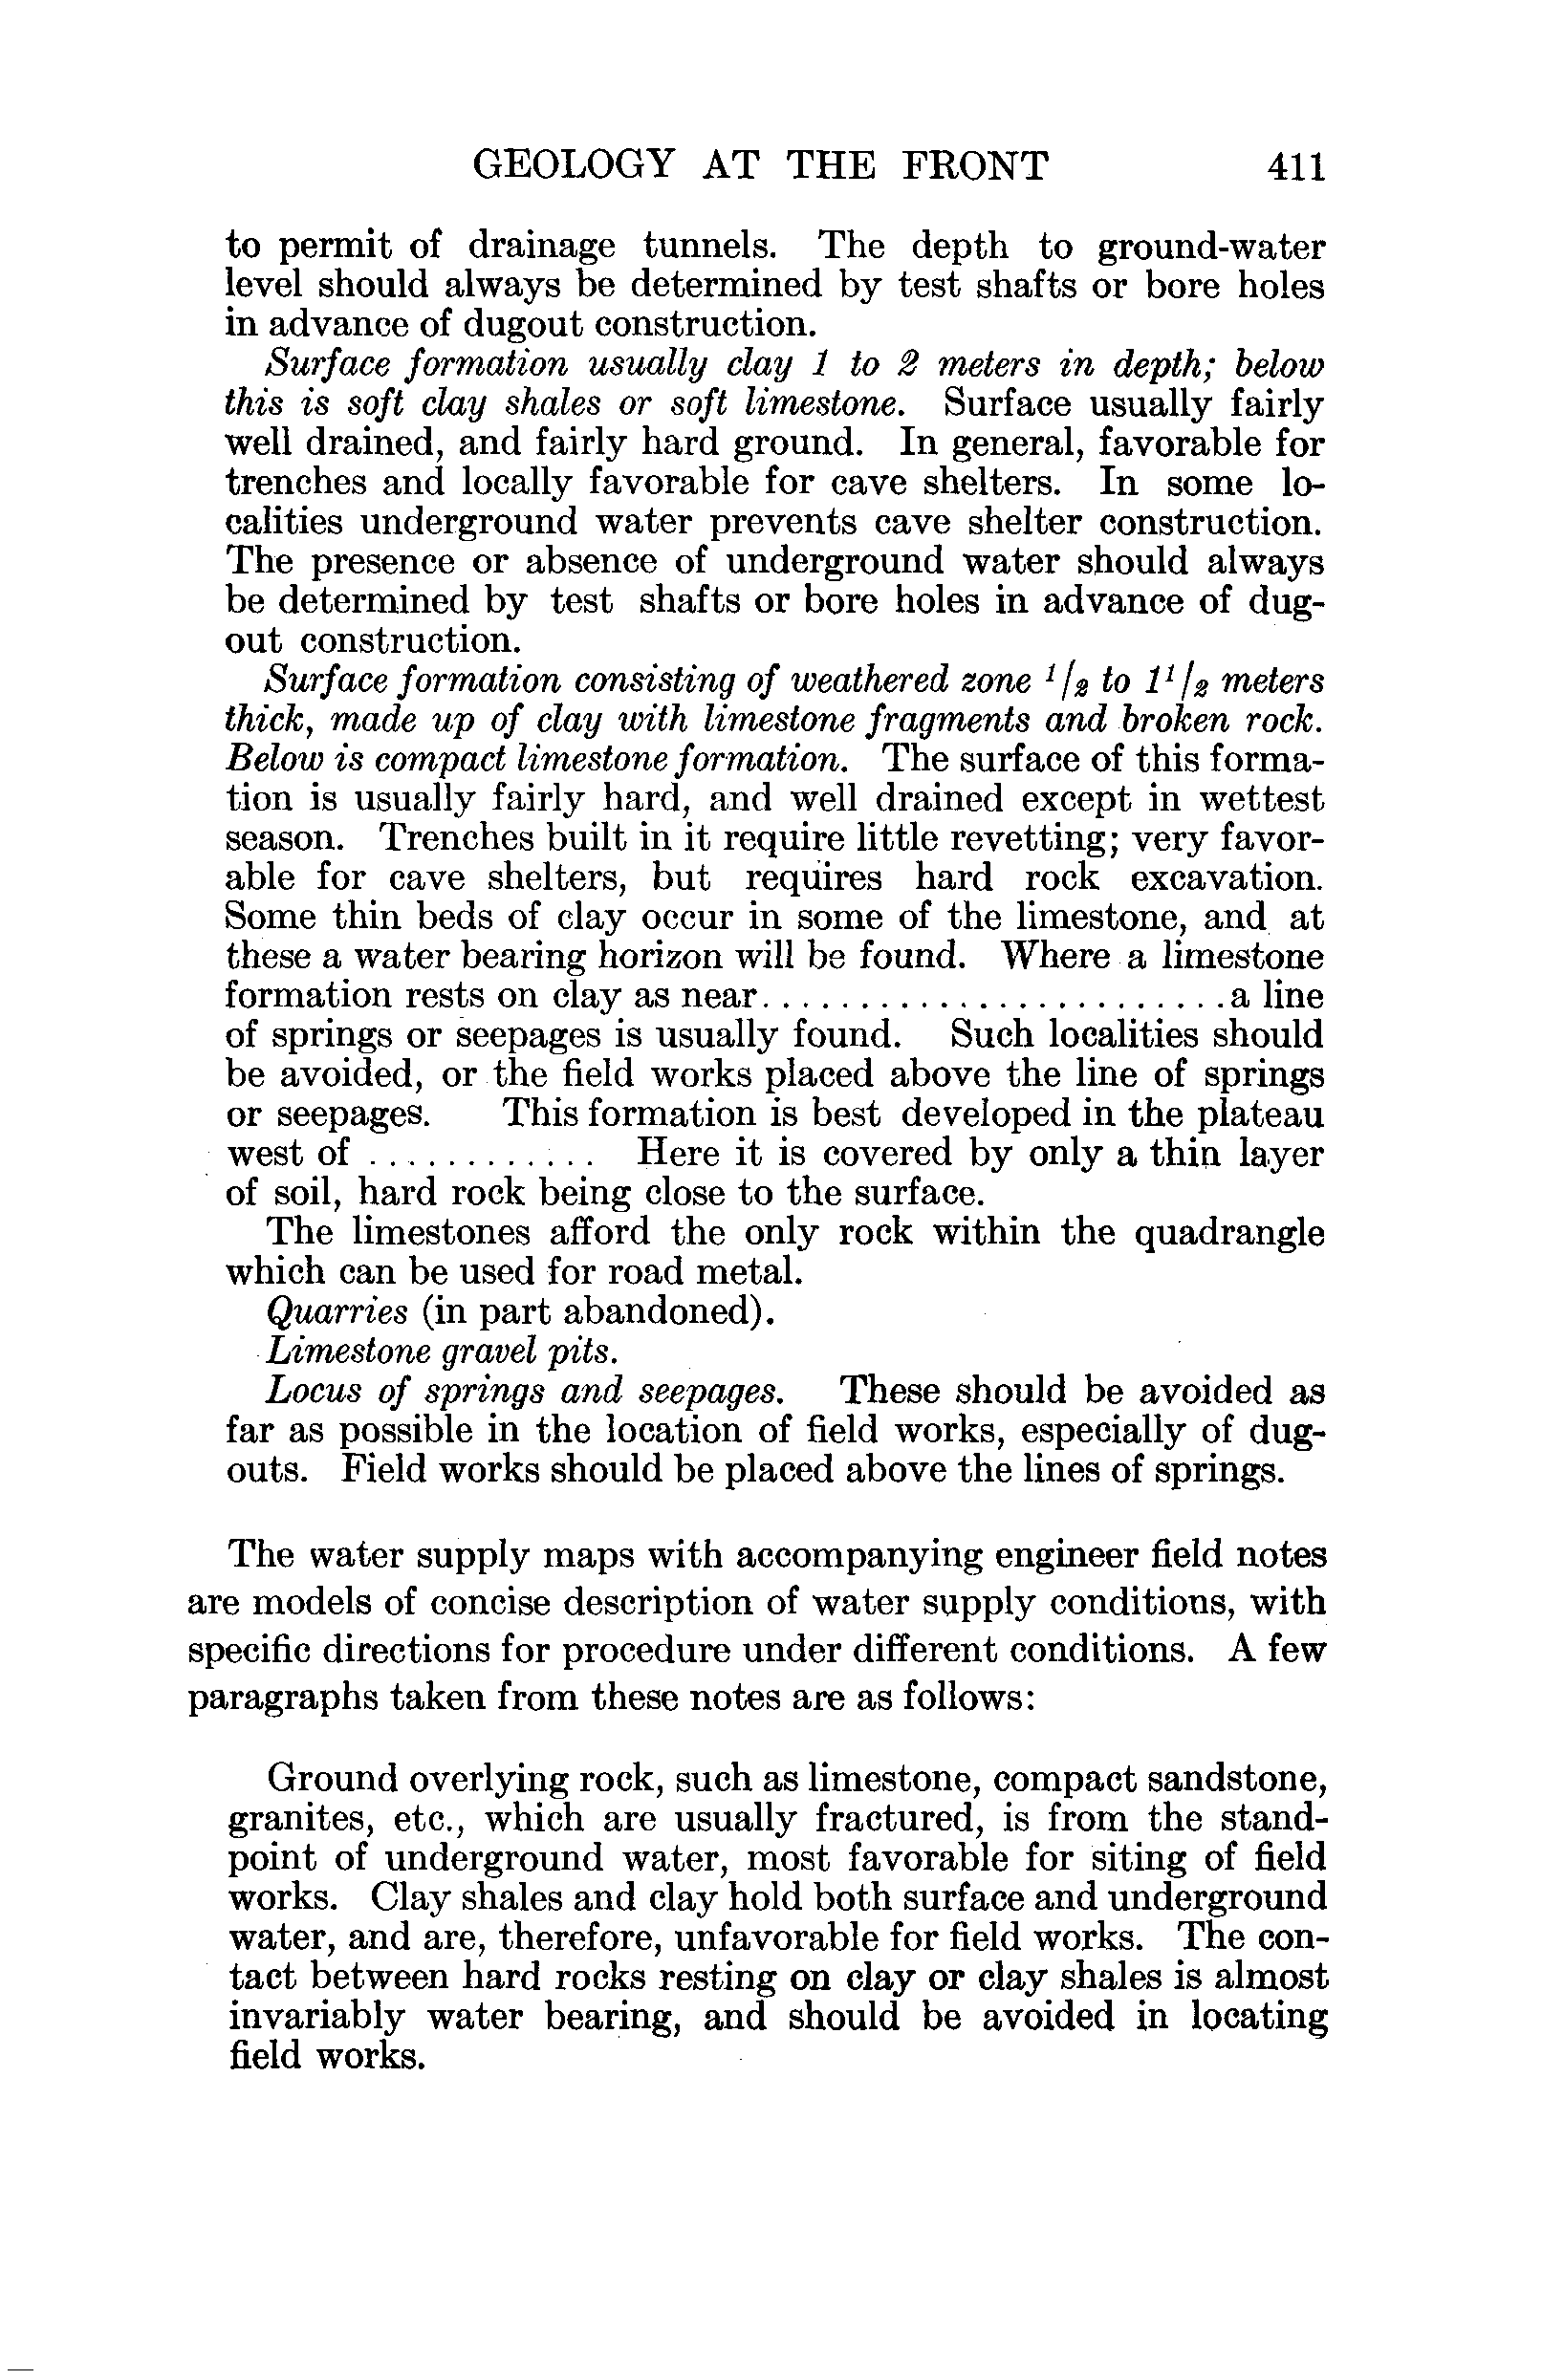 GEOLOGY AT THE FRONT 411
to permit of drainage tunnels. The depth to ground-water
level should always be determined by test shafts or bore holes
in advance of dugout construction.
Surface formation usually clay 1 to 2 meters in depth; below
this is soft clay shales or soft limestone. Surface usually fairly
well drained, and fairly hard ground. In general, favorable for
trenches and locally favorable for cave shelters. In some lo-
calities underground water prevents cave shelter construction.
The presence or absence of underground water should always
be determined by test shafts or bore holes in advance of dug-
out construction.
Surface formation consisting of weathered zone 1/2 to 11/2 meters
thick, made up of clay with limestone fragments and broken rock.
Below is compact limestone formation. The surface of this forma-
tion is usually fairly hard, and well drained except in wettest
season. Trenches built in it require little revetting; very favor-
able for cave shelters, but requires hard rock excavation.
Some thin beds of clay occur in some of the limestone, and at
these a water bearing horizon will be found. Where a limestone
formation rests on clay as near........................a line
of springs or seepages is usually found. Such localities should
be avoided, or the field works placed above the line of springs
or seepages. This formation is best developed in the plateau
west of ............ Here it is covered by only a thin layer
of soil, hard rock being close to the surface.
The limestones afford the only rock within the quadrangle
which can be used for road metal.
Quarries (in part abandoned).
Limestone gravel pits.
Locus of springs and seepages. These should be avoided as
far as possible in the location of field works, especially of dug-
outs. Field works should be placed above the lines of springs.
The water supply maps with accompanying engineer field notes
are models of concise description of water supply conditions, with
specific directions for procedure under different conditions. A few
paragraphs taken from these notes are as follows:
Ground overlying rock, such as limestone, compact sandstone,
granites, etc., which are usually fractured, is from the stand-
point of underground water, most favorable for siting of field
works. Clay shales and clay hold both surface and underground
water, and are, therefore, unfavorable for field works. The con-
tact between hard rocks resting on clay or clay shales is almost
invariably water bearing, and should be avoided in locating
field works.